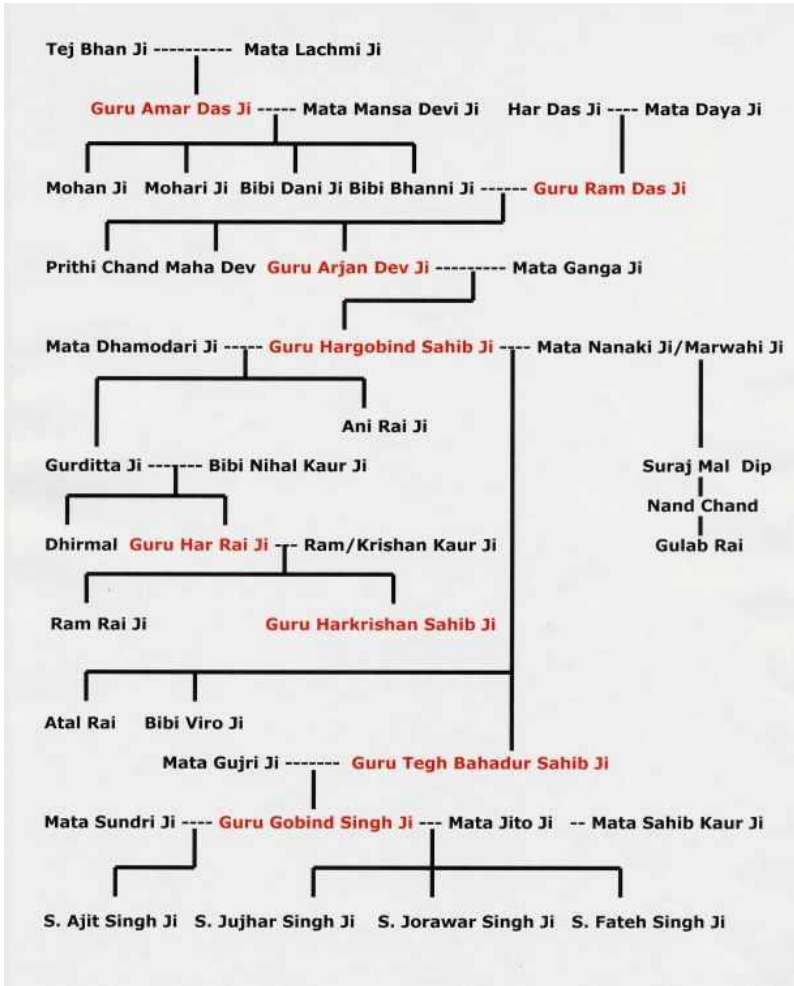 Tej Bhan Ji ---------- Mata Lachmi Ji
Guru Amar Das Ji ----- Mata Mansa Devi Ji Har Das Ji ---- Mata Daya Ji
Mohan Ji Mohari Ji Bibi Dani Ji Bibi Bhanni Ji ------ Guru Ram Das Ji
Prithi Chand Maha Dev Guru Arjan Dev Ji --------- Mata Ganga Ji
Mata Dhamodari Ji ----- Guru Hargobind Sahib Ji ---- Mata Nanaki Ji/Marwahi Ji
Ani Rai Ji
Gurditta Ji ------- Bibi Nihal Kaur Ji Suraj Mal Dip
Nand Chand
Dhirmal Guru Har Rai Ji --- Ram/Krishan Kaur Ji Gulab Rai
Ram Rai Ji Guru Harkrishan Sahib Ji
Atal Rai Bibi Viro Ji
Mata Gujri Ji ------- Guru Tegh Bahadur Sahib Ji
Mata Sundri Ji ---- Guru Gobind Singh Ji --- Mata Jito Ji -- Mata Sahib Kaur Ji
S. Ajit Singh Ji S. Jujhar Singh Ji S. Jorawar Singh Ji S. Fateh Singh Ji